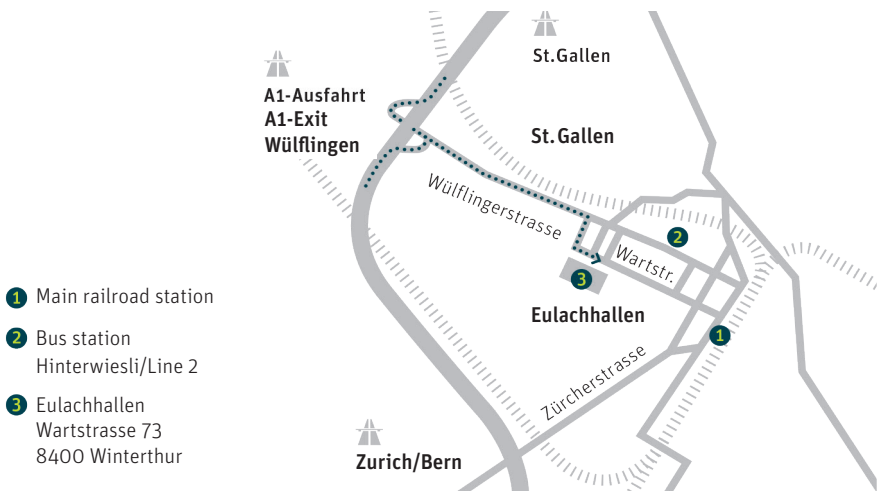 St.Gallen
A1-Ausfahrt
A1-Exit
Wülflingen
St.Gallen
Wülflingerstrasse
2
Wartstr.
3
Eulachhallen
1
Zürcherstrasse
Zurich/Bern
1 Main railroad station
2 Bus station
Hinterwiesli/Line 2
3 Eulachhallen
Wartstrasse 73
8400 Winterthur